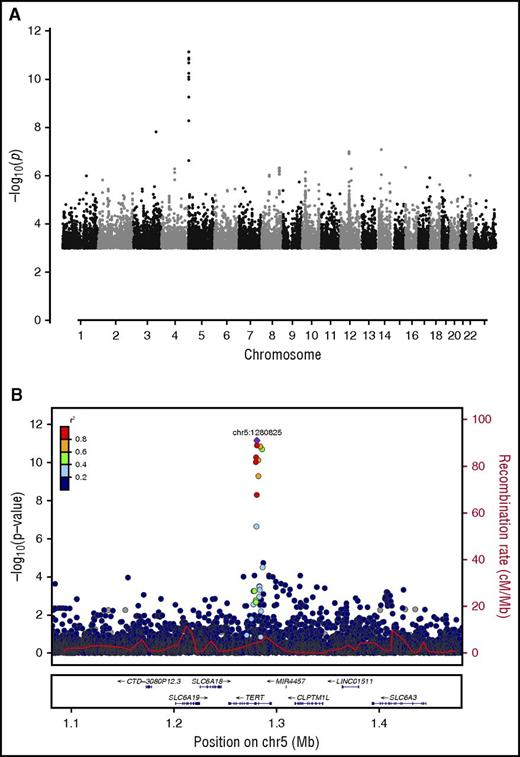 A
12
10
8
6
4
2
0
−log10(p)
1 2 3 4 5 6 7 8 9 10 11 12 13 14 16 18 20 22
Chromosome
B
r²
0.8
0.6
0.4
0.2
chr5:1280825
12
10
8
6
4
2
0
−log10(p−value)
100
80
60
40
20
0
Recombination rate (cM/Mb)
←CTD−3080P12.3 SLC6A18→ ←MIR4457 ←LINC01511
SLC6A19→ ←TERT ←CLPTM1L ←SLC6A3
1.1 1.2 1.3 1.4
Position on chr5 (Mb)